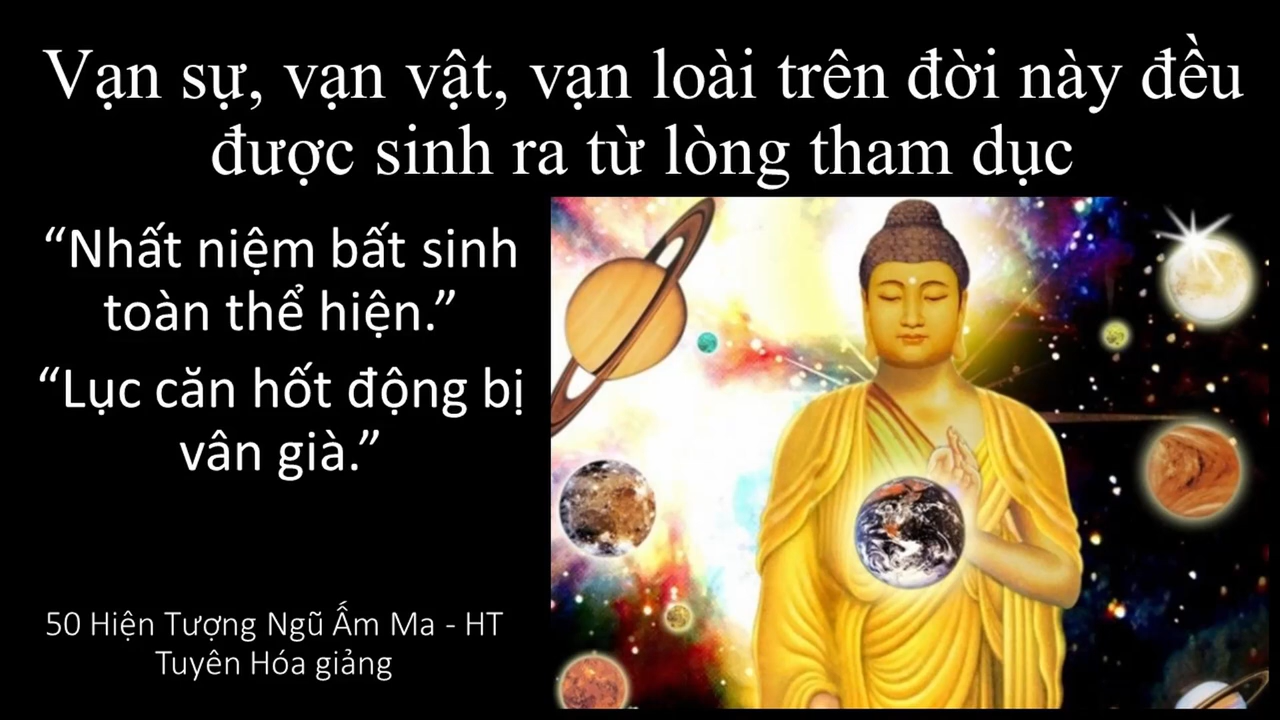 Vạn sự, vạn vật, vạn loài trên đời này đều
được sinh ra từ lòng tham dục
“Nhất niệm bất sinh
toàn thể hiện.”
“Lục căn hốt động bị
vân già.”
50 Hiện Tượng Ngũ Ấm Ma - HT
Tuyên Hóa giảng